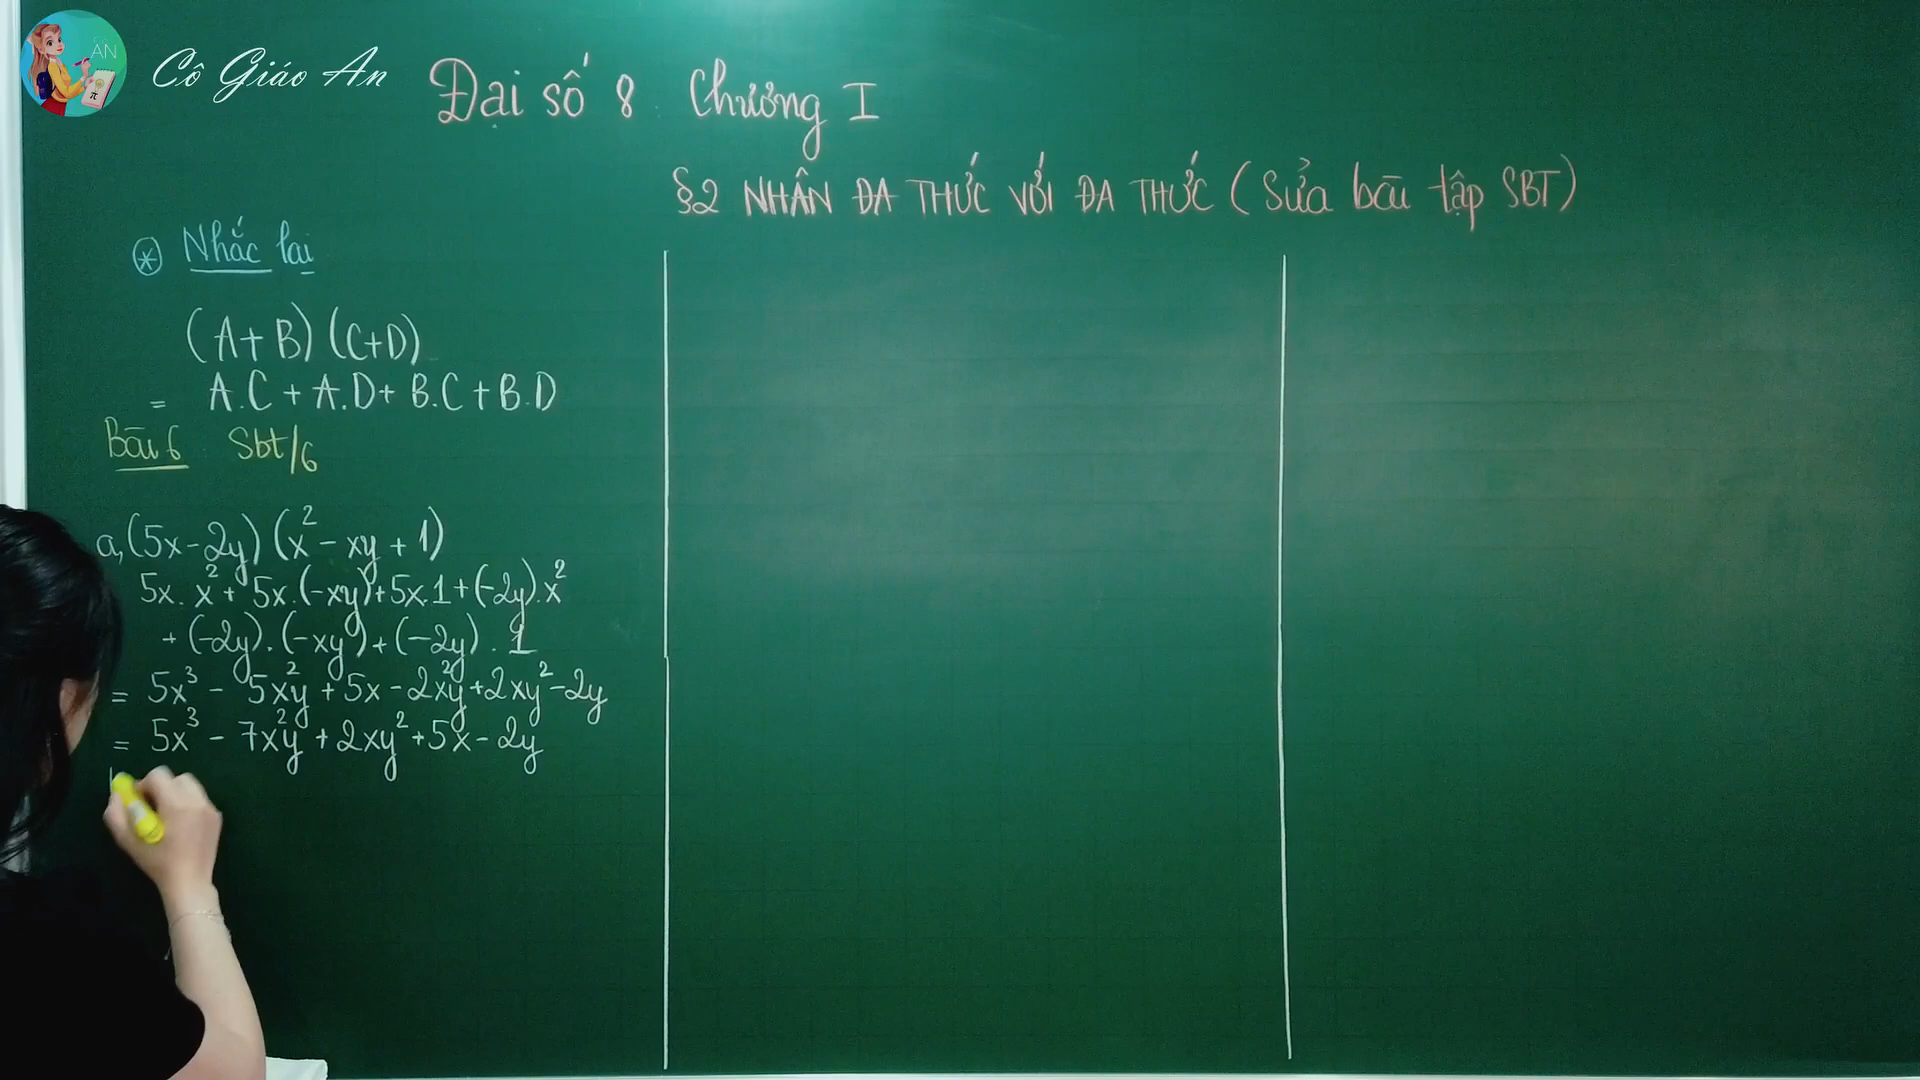 AN
Cô Giáo An
Đại số 8 Chương I
§2 NHÂN ĐA THỨC VỚI ĐA THỨC (Sửa bài tập SBT)
* Nhắc lại
(A+B)(C+D)
= A.C + A.D + B.C + B.D
Bài 6 Sbt/6
a, (5x-2y)(x² - xy + 1)
5x.x² + 5x.(-xy) + 5x.1 + (-2y).x²
+ (-2y).(-xy) + (-2y).1
= 5x³ - 5x²y + 5x - 2x²y + 2xy² - 2y
= 5x³ - 7x²y + 2xy² + 5x - 2y